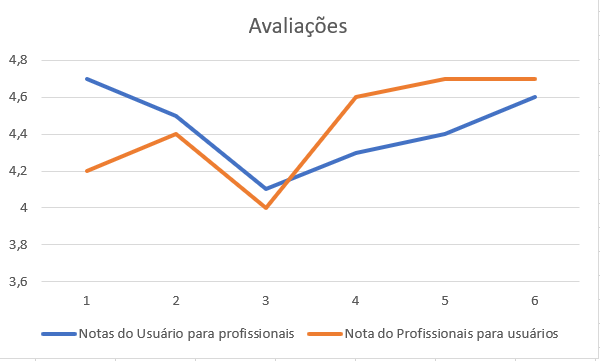 Avaliações
4,8
4,6
4,4
4,2
4
3,8
3,6
1 2 3 4 5 6
Notas do Usuário para profissionais Nota do Profissionais para usuários